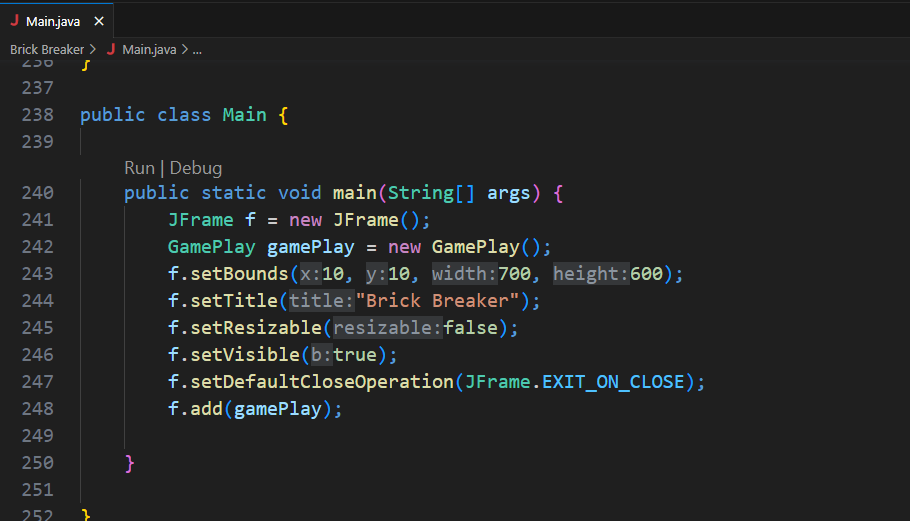 J Main.java ×
Brick Breaker > J Main.java > ...
236 }
237
238 public class Main {
239
Run | Debug
240 public static void main(String[] args) {
241 JFrame f = new JFrame();
242 GamePlay gamePlay = new GamePlay();
243 f.setBounds(x:10, y:10, width:700, height:600);
244 f.setTitle(title:"Brick Breaker");
245 f.setResizable(resizable:false);
246 f.setVisible(b:true);
247 f.setDefaultCloseOperation(JFrame.EXIT_ON_CLOSE);
248 f.add(gamePlay);
249
250 }
251
252 }